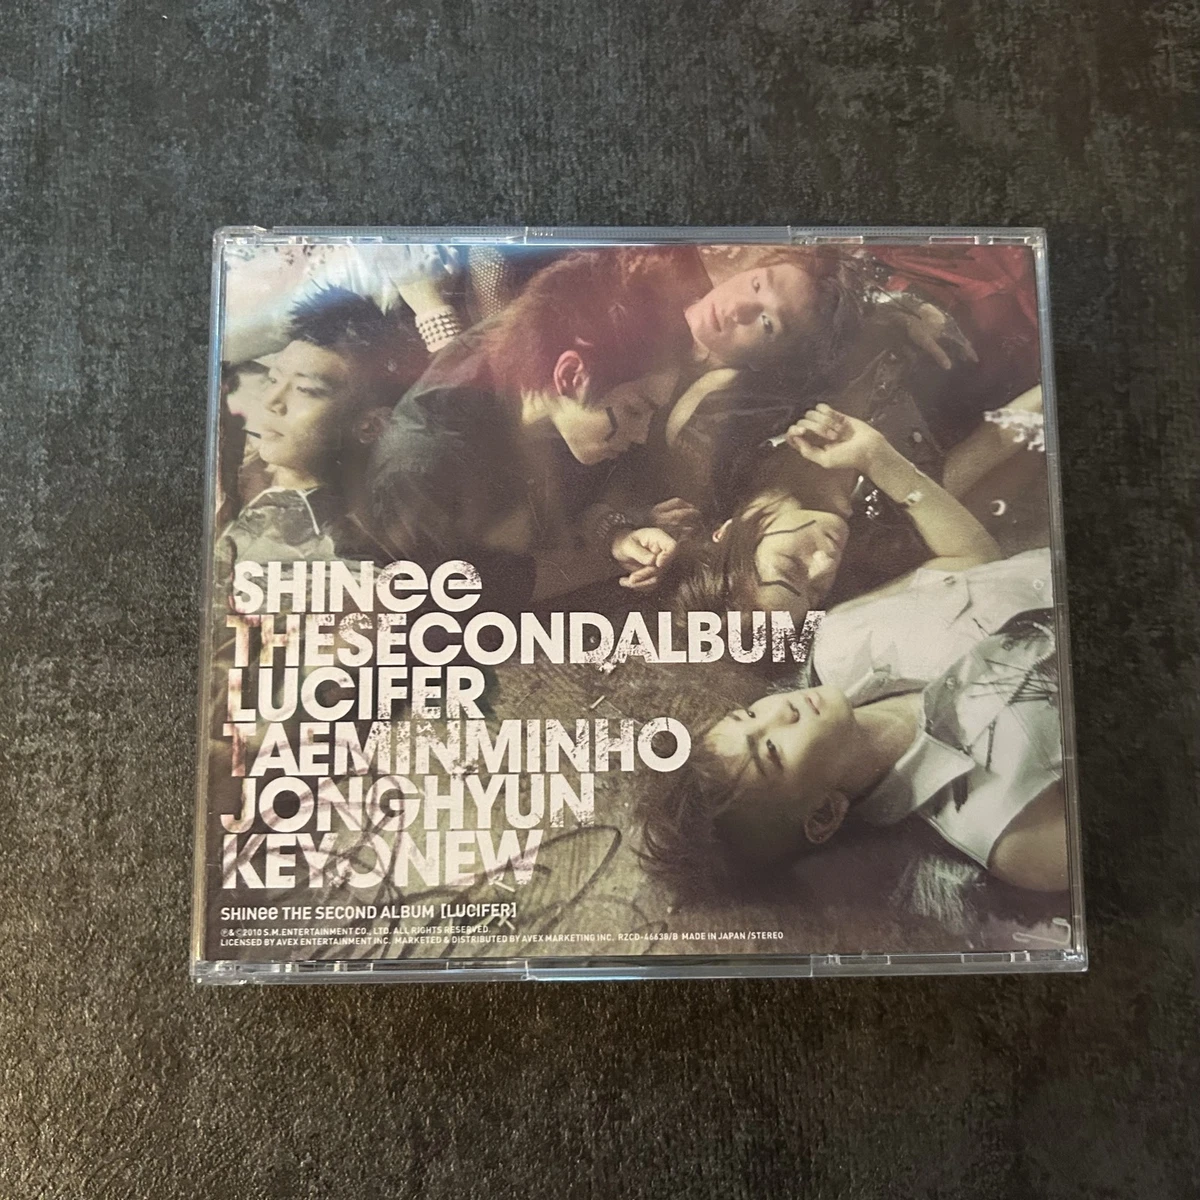 SHINee
THESECONDALBUM
LUCIFER
TAEMINMINHO
JONGHYUN
KEYONEW
SHINee THE SECOND ALBUM [LUCIFER]
℗&©2010 S.M.ENTERTAINMENT CO., LTD. ALL RIGHTS RESERVED
LICENSED BY AVEX ENTERTAINMENT INC. MARKETED & DISTRIBUTED BY AVEX MARKETING INC. RZCD-46638/B MADE IN JAPAN /STEREO